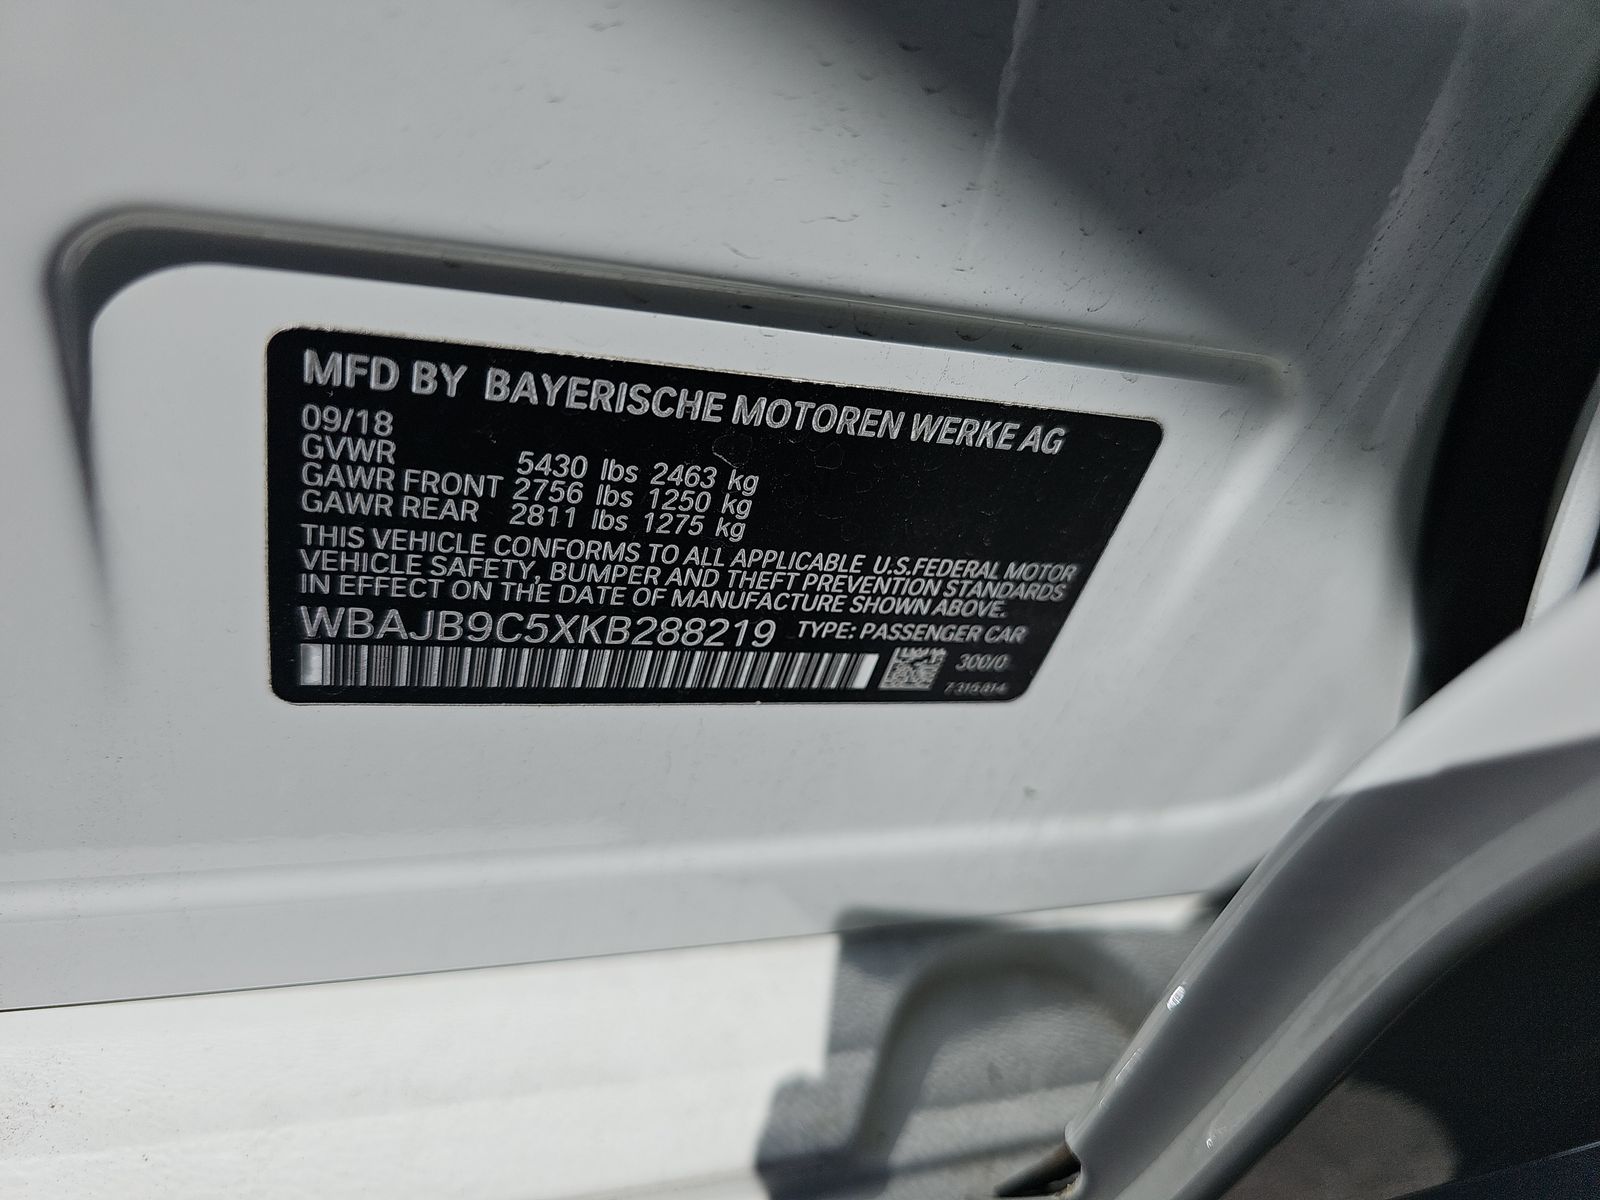 MFD BY BAYERISCHE MOTOREN WERKE AG
09/18
GVWR 5430 lbs 2463 kg
GAWR FRONT 2756 lbs 1250 kg
GAWR REAR 2811 lbs 1275 kg
THIS VEHICLE CONFORMS TO ALL APPLICABLE U.S.FEDERAL MOTOR
VEHICLE SAFETY, BUMPER AND THEFT PREVENTION STANDARDS
IN EFFECT ON THE DATE OF MANUFACTURE SHOWN ABOVE.
WBAJB9C5XKB288219 TYPE: PASSENGER CAR
300/0